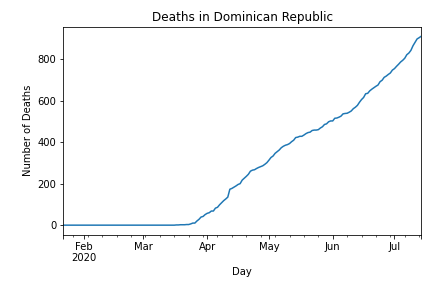 Deaths in Dominican Republic
Number of Deaths
800
600
400
200
0
Feb
2020
Mar
Apr
May
Jun
Jul
Day